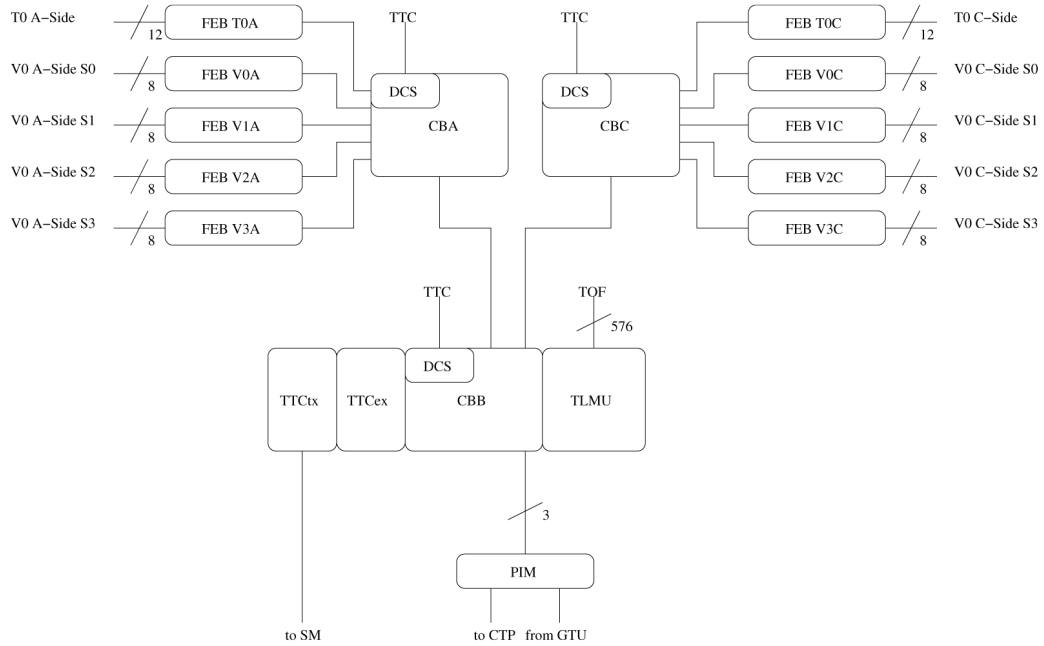 T0 A−Side
12
FEB T0A
TTC
TTC
FEB T0C
12
T0 C−Side
V0 A−Side S0
8
FEB V0A
DCS
DCS
FEB V0C
8
V0 C−Side S0
V0 A−Side S1
8
FEB V1A
CBA
CBC
FEB V1C
8
V0 C−Side S1
V0 A−Side S2
8
FEB V2A
FEB V2C
8
V0 C−Side S2
V0 A−Side S3
8
FEB V3A
FEB V3C
8
V0 C−Side S3
TTC
TOF
576
DCS
TTCtx
TTCex
CBB
TLMU
3
PIM
to SM
to CTP
from GTU